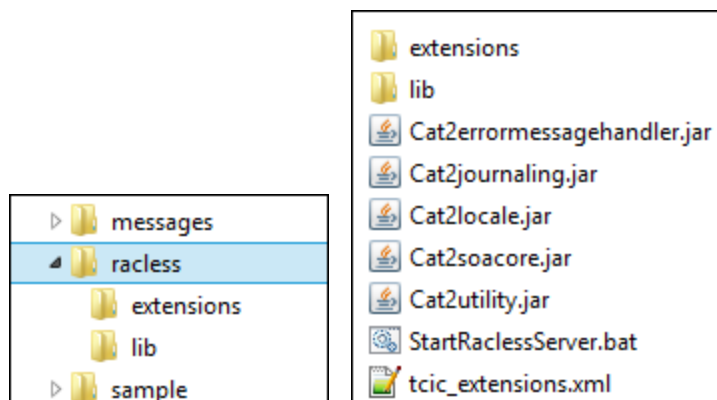 messages
racless
extensions
lib
sample
extensions
lib
Cat2errormessagehandler.jar
Cat2journaling.jar
Cat2locale.jar
Cat2soacore.jar
Cat2utility.jar
StartRaclessServer.bat
tcic_extensions.xml